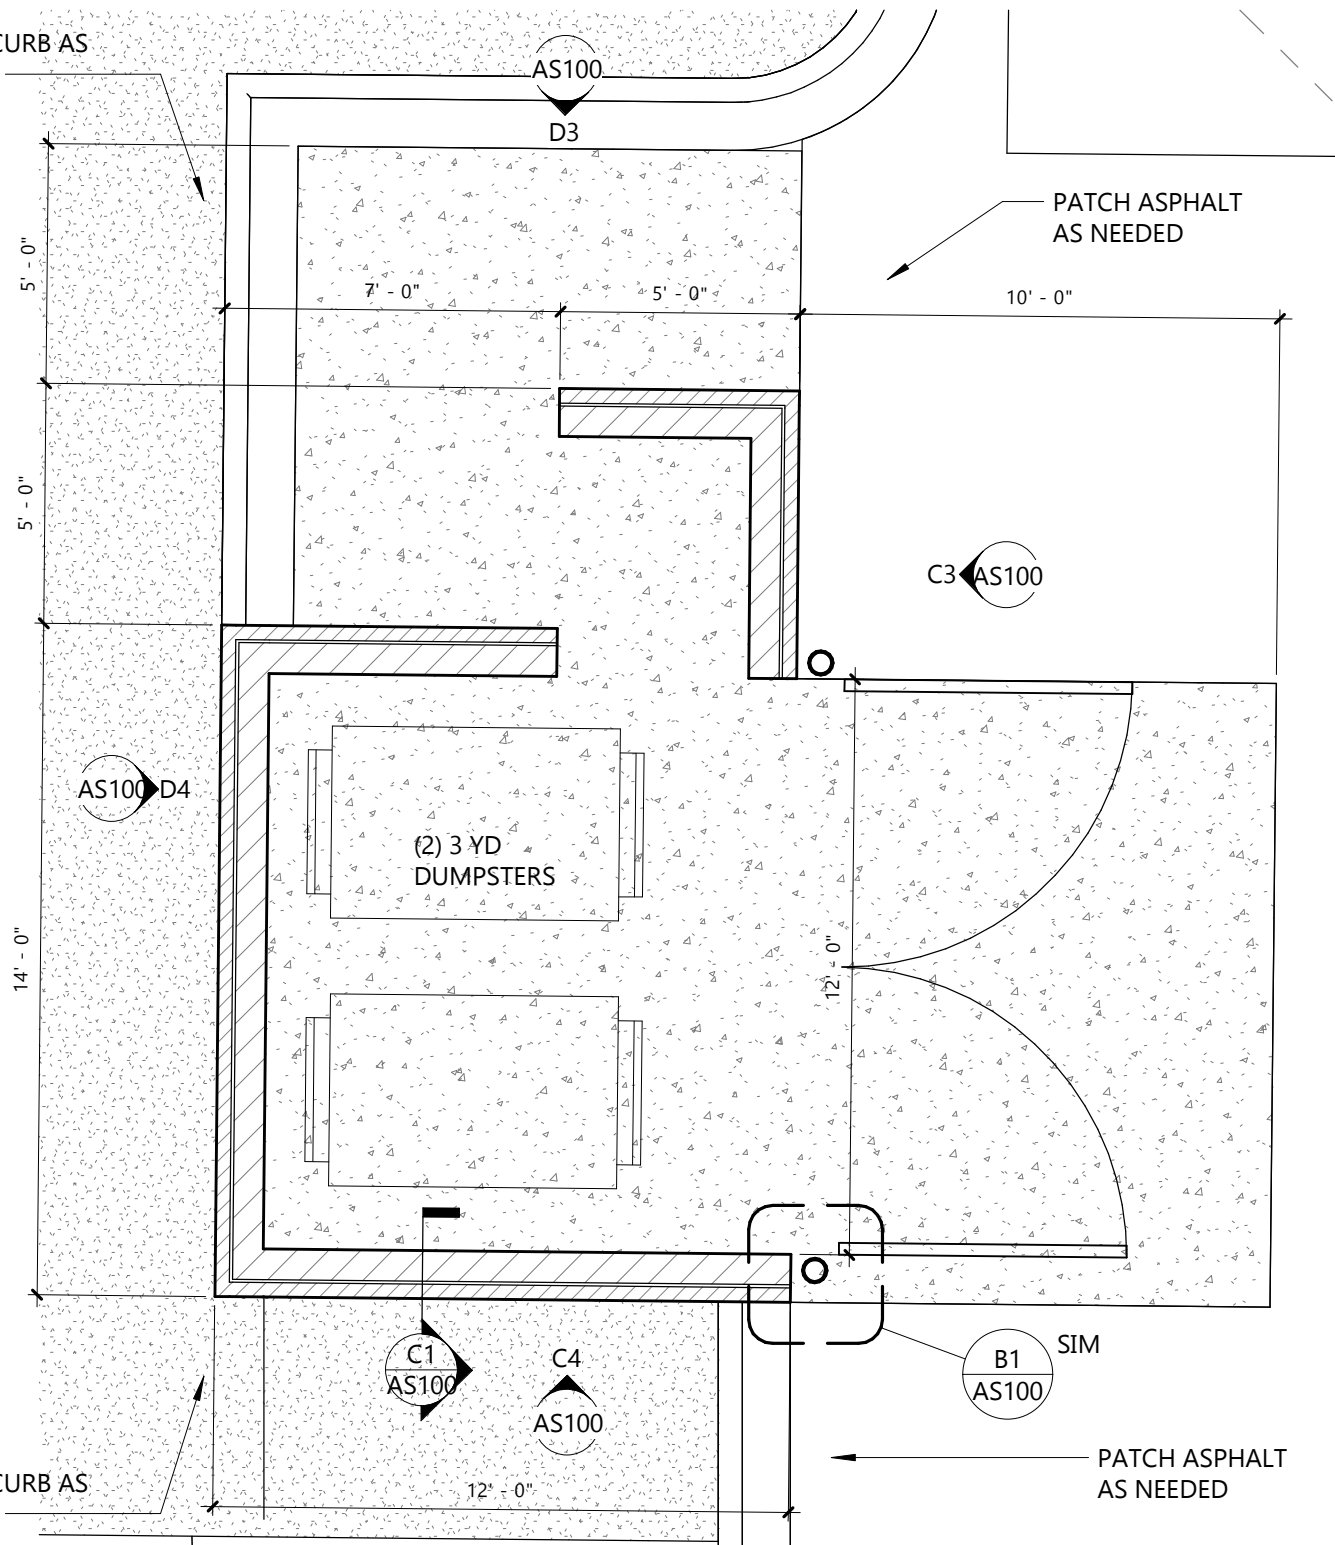 CURB AS
AS100
D3
PATCH ASPHALT
AS NEEDED
5' - 0"
7' - 0"
5' - 0"
10' - 0"
5' - 0"
C3
AS100
AS100
D4
(2) 3 YD
DUMPSTERS
14' - 0"
12' - 0"
C1
AS100
C4
AS100
B1
AS100
SIM
CURB AS
12' - 0"
PATCH ASPHALT
AS NEEDED